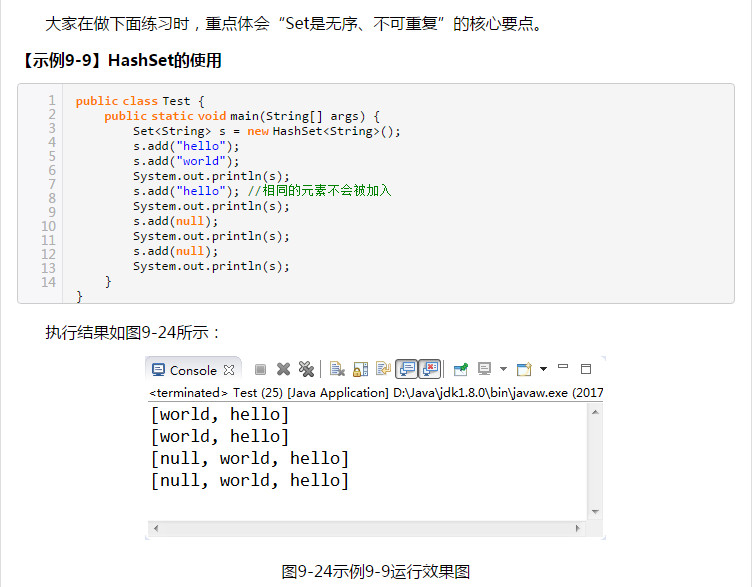 大家在做下面练习时，重点体会“Set是无序、不可重复”的核心要点。
【示例9-9】HashSet的使用
1 public class Test {
2 public static void main(String[] args) {
3 Set<String> s = new HashSet<String>();
4 s.add("hello");
5 s.add("world");
6 System.out.println(s);
7 s.add("hello"); //相同的元素不会被加入
8 System.out.println(s);
9 s.add(null);
10 System.out.println(s);
11 s.add(null);
12 System.out.println(s);
13 }
14 }
执行结果如图9-24所示：
Console
<terminated> Test (25) [Java Application] D:\Java\jdk1.8.0\bin\javaw.exe (2017
[world, hello]
[world, hello]
[null, world, hello]
[null, world, hello]
图9-24示例9-9运行效果图